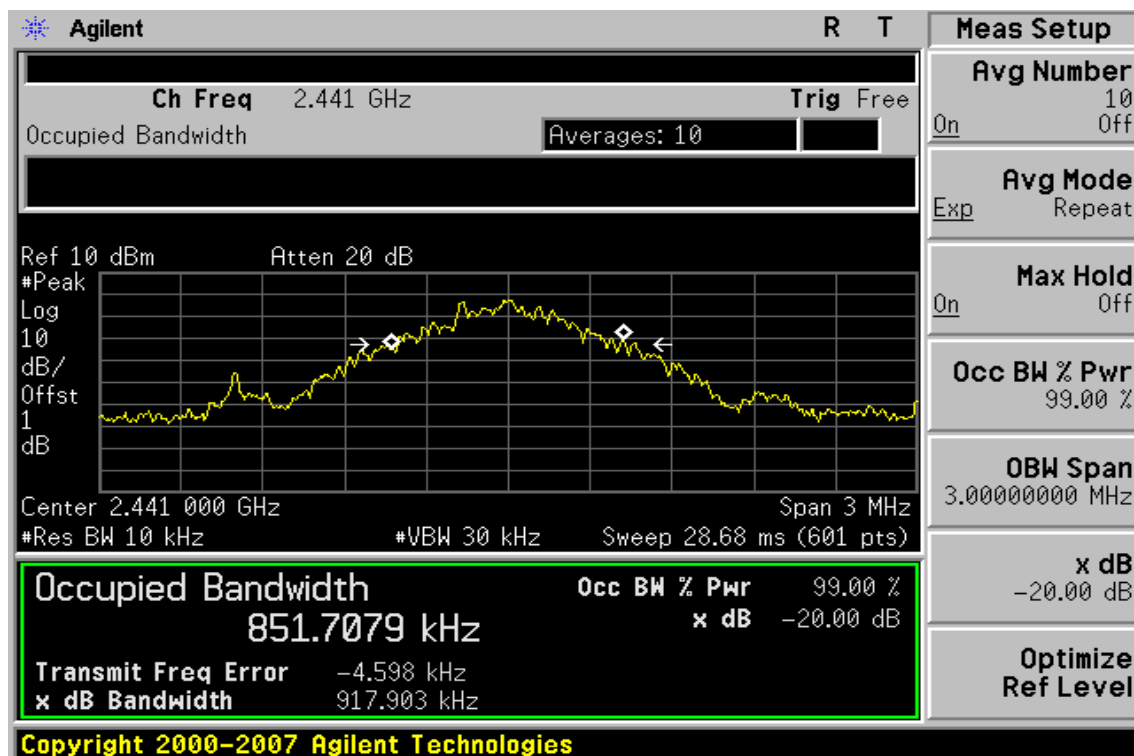 Agilent R T
Meas Setup
Ch Freq 2.441 GHz Trig Free
Occupied Bandwidth Averages: 10
Ref 10 dBm Atten 20 dB
#Peak
Log
10
dB/
Offst
1
dB
Center 2.441 000 GHz Span 3 MHz
#Res BW 10 kHz #VBW 30 kHz Sweep 28.68 ms (601 pts)
Occupied Bandwidth
851.7079 kHz
Occ BW % Pwr 99.00 %
x dB -20.00 dB
Transmit Freq Error -4.598 kHz
x dB Bandwidth 917.903 kHz
Avg Number
10
On Off
Avg Mode
Exp Repeat
Max Hold
On Off
Occ BW % Pwr
99.00 %
OBW Span
3.00000000 MHz
x dB
-20.00 dB
Optimize
Ref Level
Copyright 2000-2007 Agilent Technologies